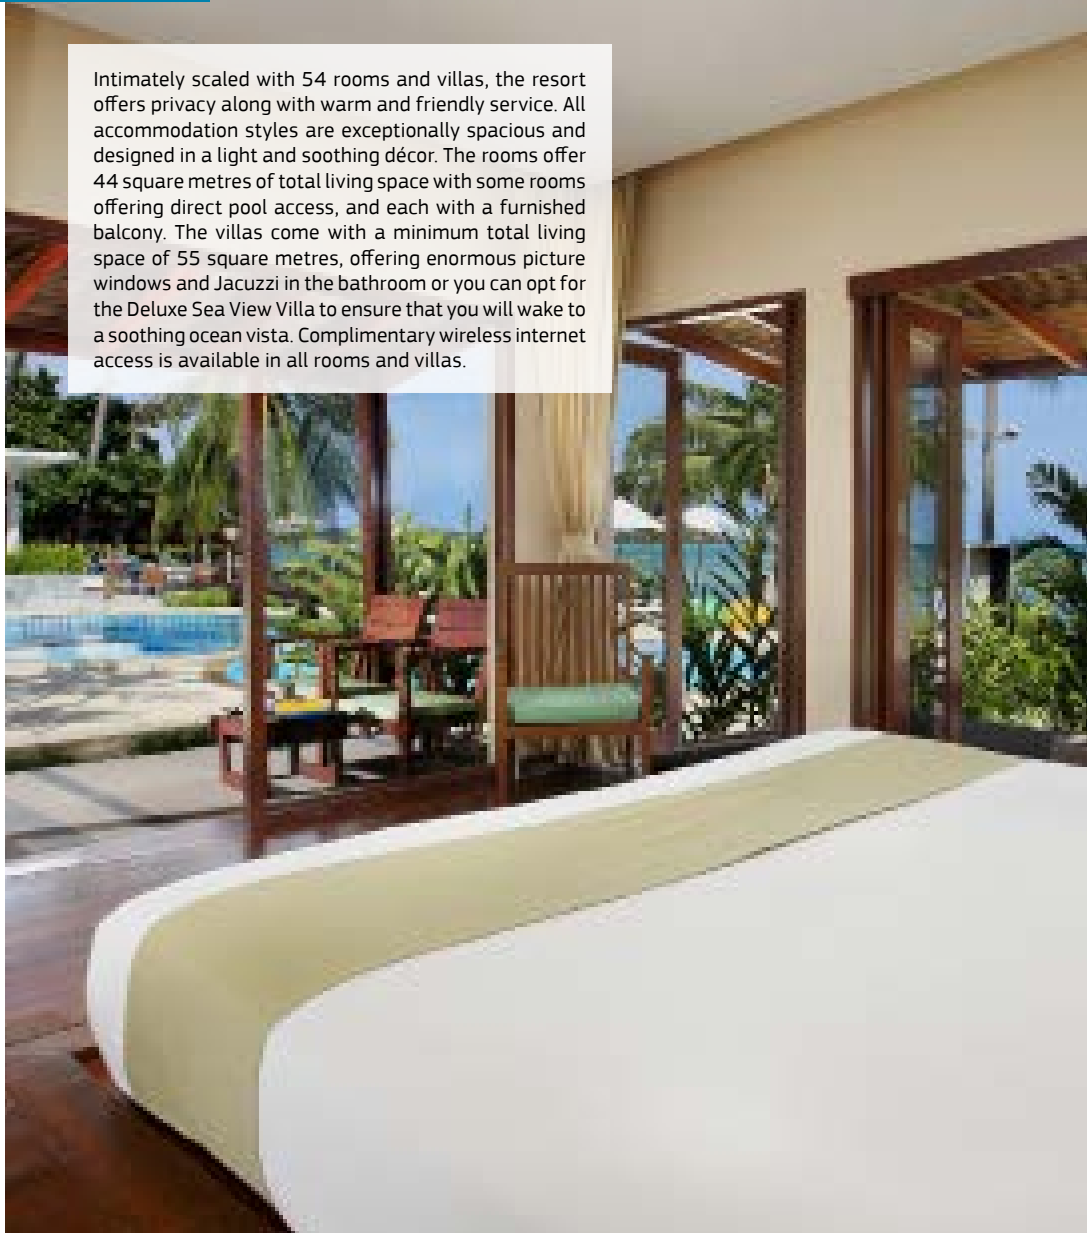 Intimately scaled with 54 rooms and villas, the resort
offers privacy along with warm and friendly service. All
accommodation styles are exceptionally spacious and
designed in a light and soothing décor. The rooms offer
44 square metres of total living space with some rooms
offering direct pool access, and each with a furnished
balcony. The villas come with a minimum total living
space of 55 square metres, offering enormous picture
windows and Jacuzzi in the bathroom or you can opt for
the Deluxe Sea View Villa to ensure that you will wake to
a soothing ocean vista. Complimentary wireless internet
access is available in all rooms and villas.